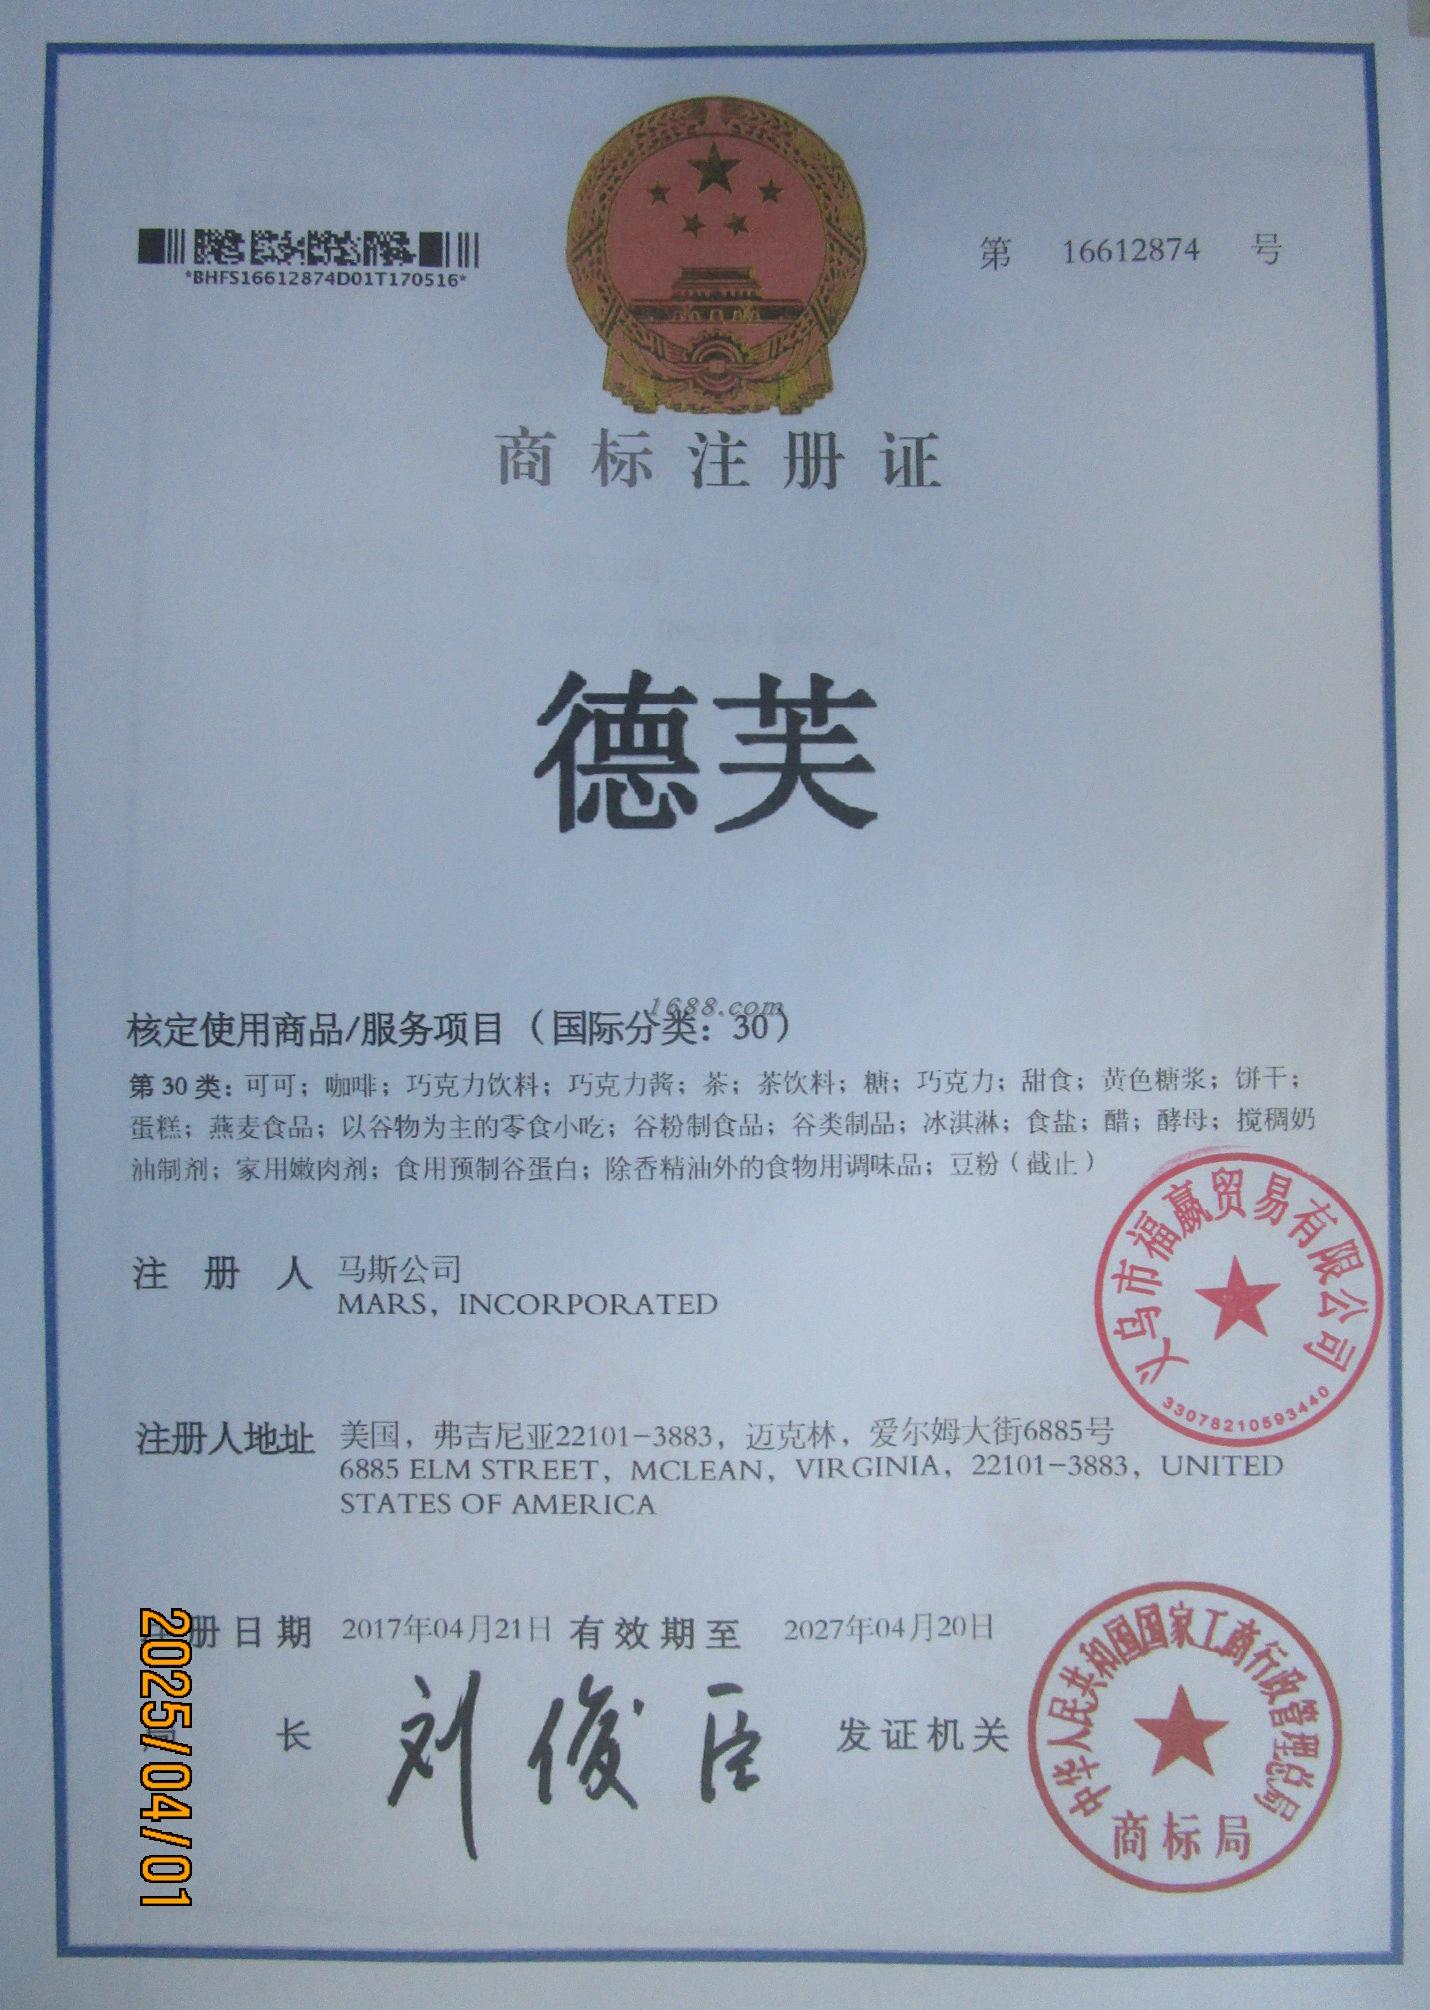 *BHFS16612874D01T170516*
第 16612874 号
商标注册证
德芙
1688.com
核定使用商品/服务项目（国际分类：30）
第 30 类：可可；咖啡；巧克力饮料；巧克力酱；茶；茶饮料；糖；巧克力；甜食；黄色糖浆；饼干；
蛋糕；燕麦食品；以谷物为主的零食小吃；谷粉制食品；谷类制品；冰淇淋；食盐；醋；酵母；搅稠奶
油制剂；家用嫩肉剂；食用预制谷蛋白；除香精油外的食物用调味品；豆粉（截止）
义乌市福赢贸易有限公司
33078210593440
注册人 马斯公司
MARS，INCORPORATED
注册人地址 美国，弗吉尼亚22101-3883，迈克林，爱尔姆大街6885号
6885 ELM STREET，MCLEAN，VIRGINIA，22101-3883，UNITED
STATES OF AMERICA
注册日期 2017年04月21日 有效期至 2027年04月20日
局长 刘俊臣 发证机关
中华人民共和国国家工商行政管理总局
商标局
2025/04/01